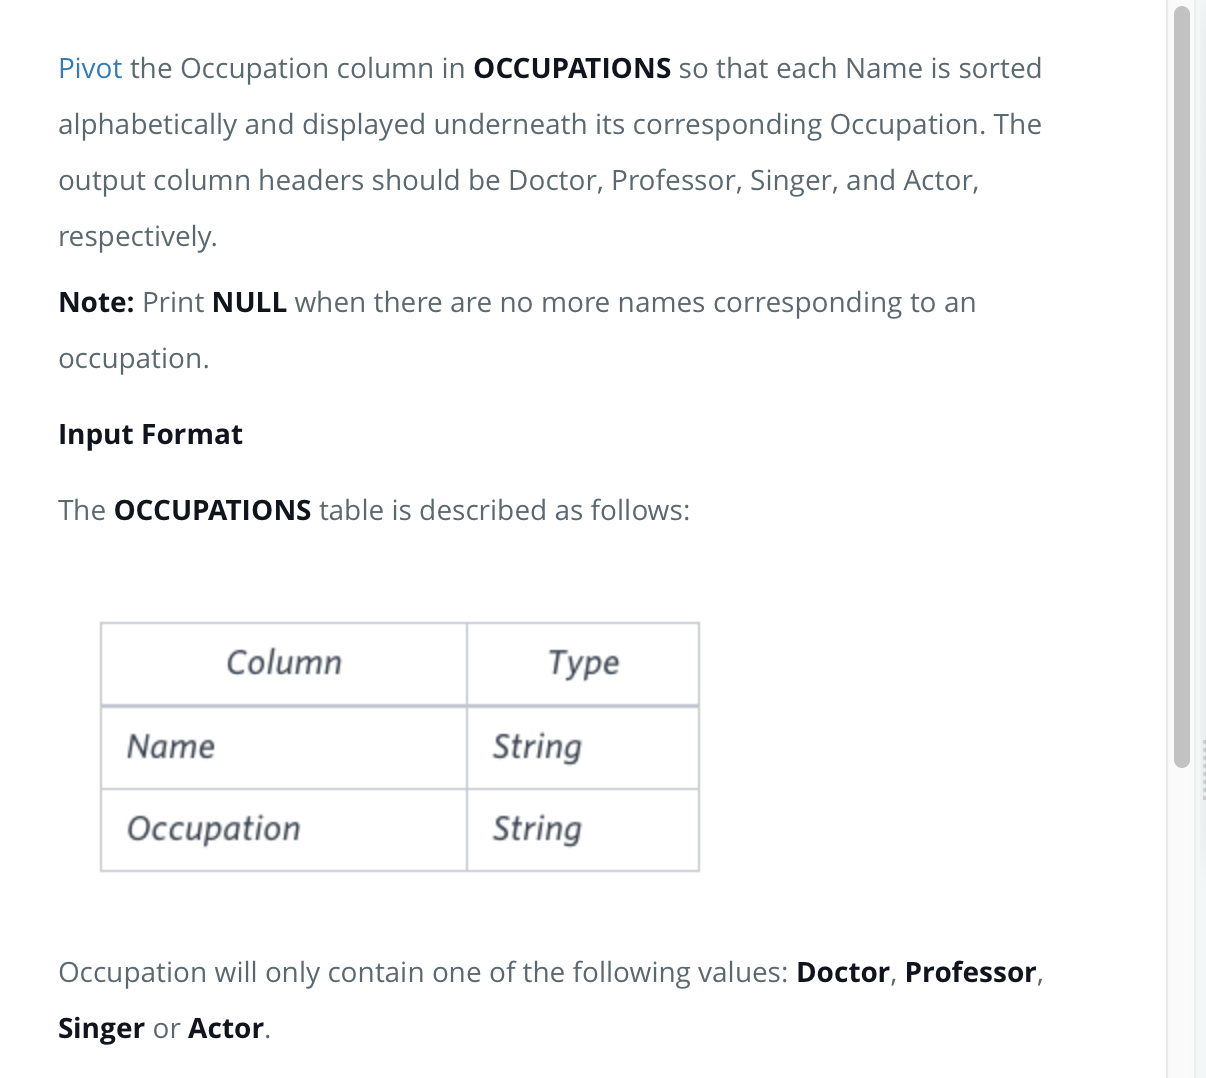 Pivot the Occupation column in OCCUPATIONS so that each Name is sorted
alphabetically and displayed underneath its corresponding Occupation. The
output column headers should be Doctor, Professor, Singer, and Actor,
respectively.
Note: Print NULL when there are no more names corresponding to an
occupation.
Input Format
The OCCUPATIONS table is described as follows:
Column Type
Name String
Occupation String
Occupation will only contain one of the following values: Doctor, Professor,
Singer or Actor.